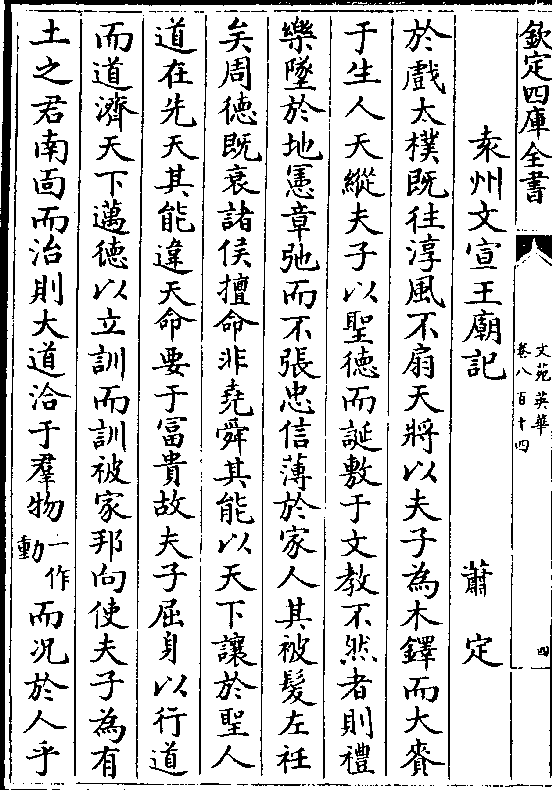 欽定四庫全書
文苑英華
卷八百十四
四
袁州文宣王廟記
蕭定
於戲太樸既往淳風不扇天將以夫子為木鐸而大賚
于生人天縱夫子以聖德而誕敷于文教不然者則禮
樂墜於地憲章弛而不張忠信薄於家人其被髮左衽
矣周德既衰諸侯擅命非堯舜其能以天下讓於聖人
道在先天其能違天命要于冨貴故夫子屈身以行道
而道濟天下邁德以立訓而訓被家邦向使夫子為有
土之君南靣而治則大道洽于羣物一作動而况於人乎